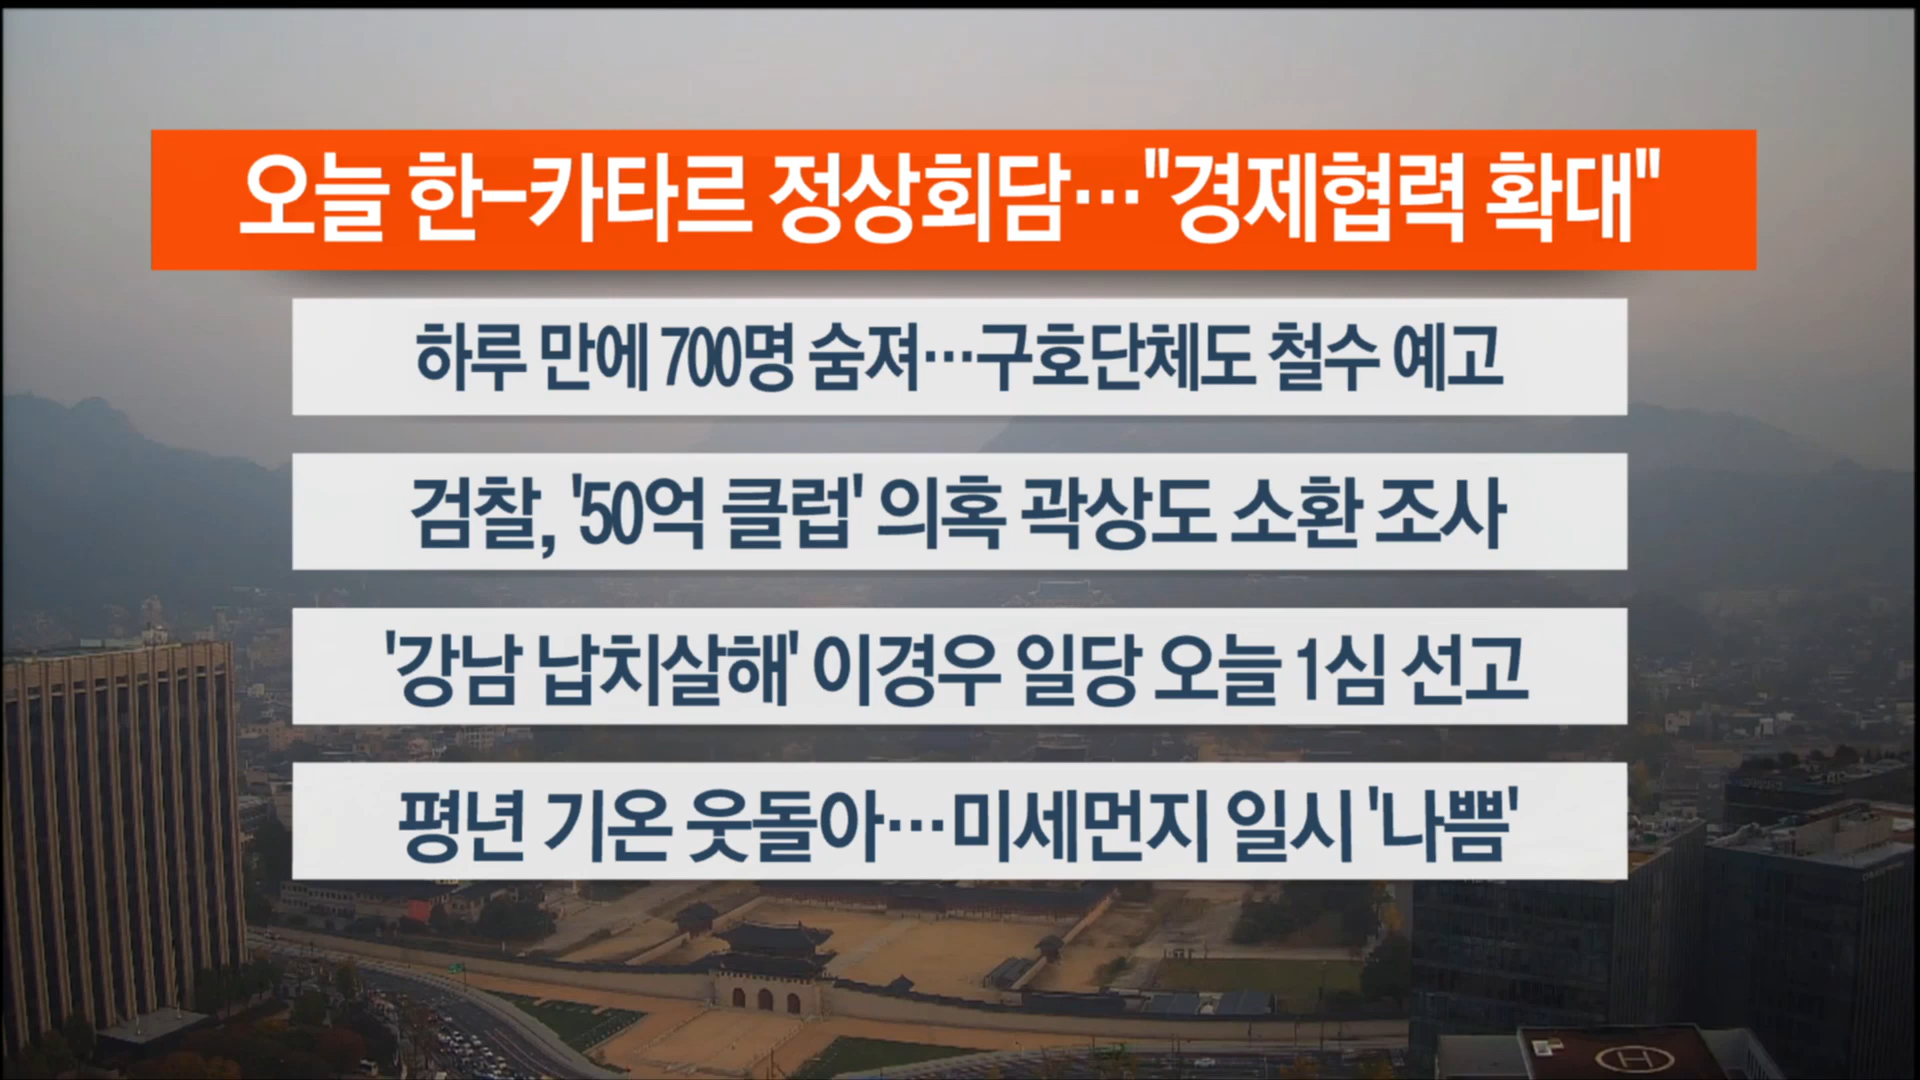 오늘 한-카타르 정상회담…"경제협력 확대"
하루 만에 700명 숨져…구호단체도 철수 예고
검찰, '50억 클럽' 의혹 곽상도 소환 조사
'강남 납치살해' 이경우 일당 오늘 1심 선고
평년 기온 웃돌아…미세먼지 일시 '나쁨'
H